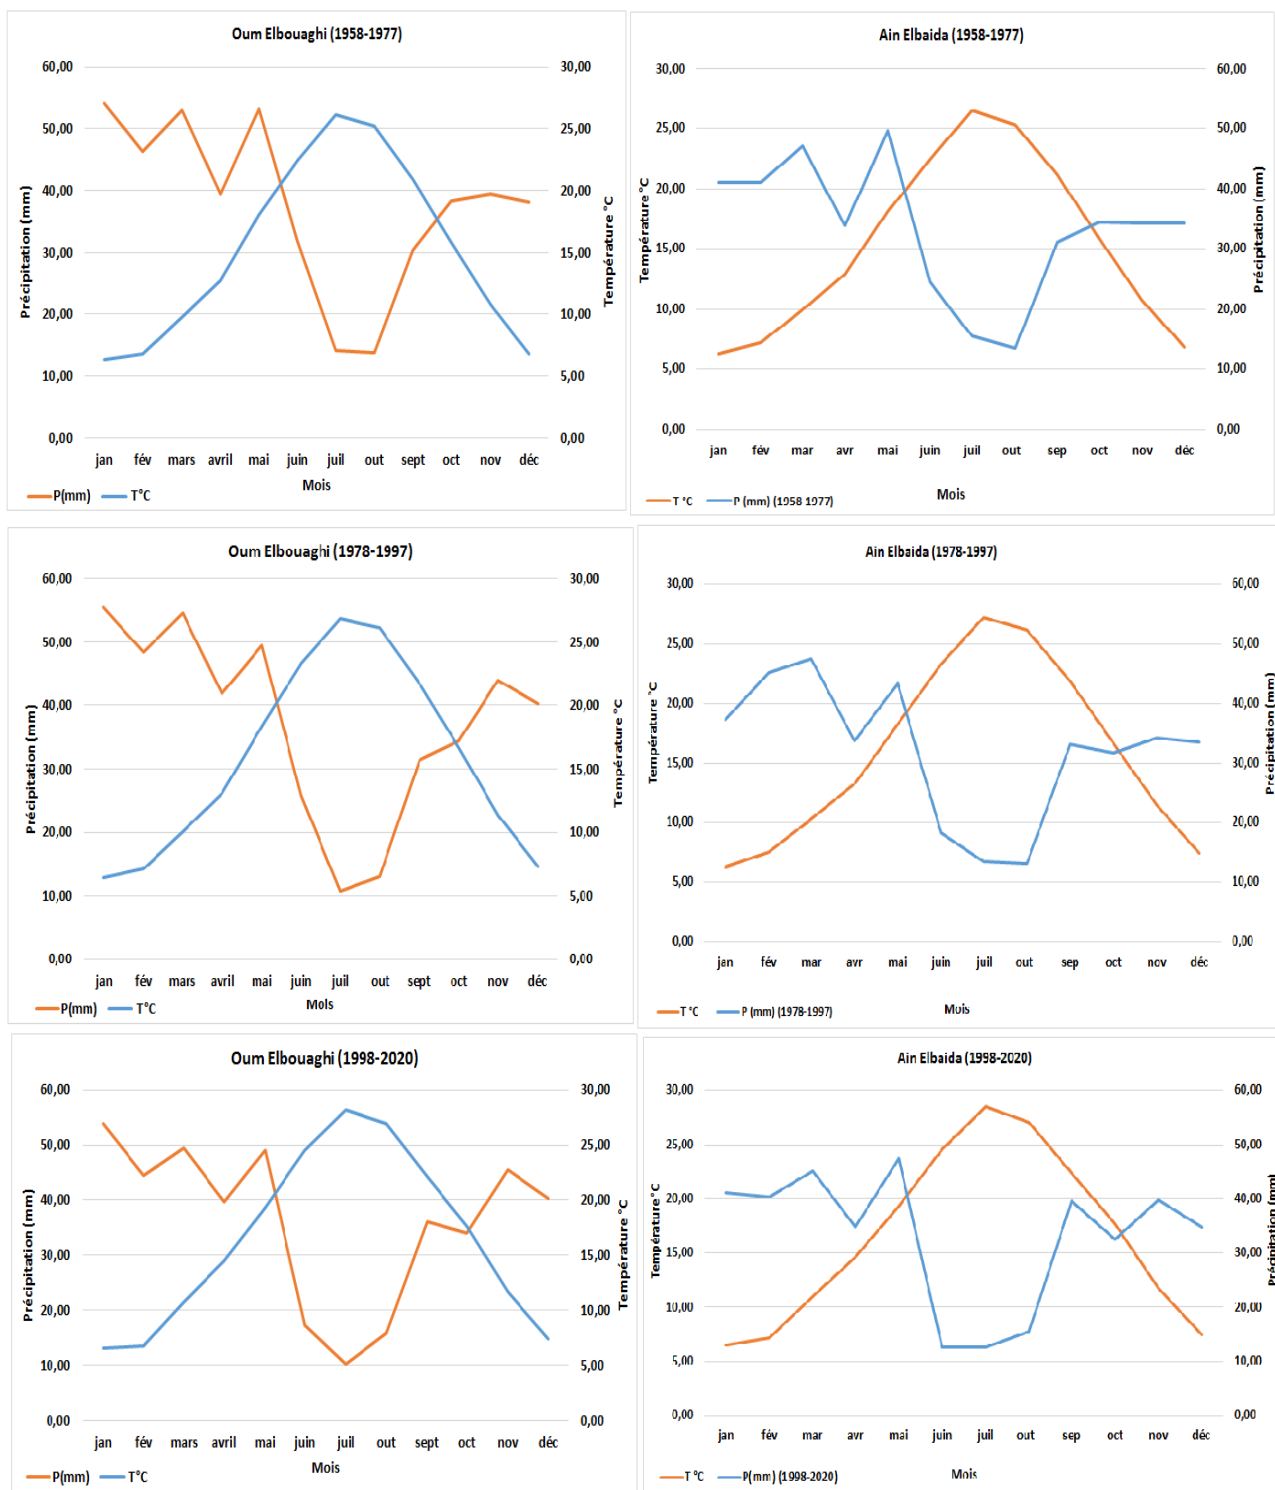 Oum Elbouaghi (1958-1977)
60,00
50,00
40,00
30,00
20,00
10,00
0,00
30,00
25,00
20,00
15,00
10,00
5,00
0,00
Précipitation (mm)
Température °C
jan fév mars avril mai juin juil out sept oct nov déc
Mois
P(mm) T°C
Ain Elbaida (1958-1977)
30,00
25,00
20,00
15,00
10,00
5,00
0,00
60,00
50,00
40,00
30,00
20,00
10,00
0,00
Température °C
Précipitation (mm)
jan fév mar avr mai juin juil out sep oct nov déc
Mois
T °C P (mm) (1958-1977)
Oum Elbouaghi (1978-1997)
60,00
50,00
40,00
30,00
20,00
10,00
0,00
30,00
25,00
20,00
15,00
10,00
5,00
0,00
Précipitation (mm)
Température °C
jan fév mars avril mai juin juil out sept oct nov déc
Mois
P(mm) T°C
Ain Elbaida (1978-1997)
30,00
25,00
20,00
15,00
10,00
5,00
0,00
60,00
50,00
40,00
30,00
20,00
10,00
0,00
Température °C
Précipitation (mm)
jan fév mar avr mai juin juil out sep oct nov déc
Mois
T °C P (mm) (1978-1997)
Oum Elbouaghi (1998-2020)
60,00
50,00
40,00
30,00
20,00
10,00
0,00
30,00
25,00
20,00
15,00
10,00
5,00
0,00
Précipitation (mm)
Température °C
jan fév mars avril mai juin juil out sept oct nov déc
Mois
P(mm) T°C
Ain Elbaida (1998-2020)
30,00
25,00
20,00
15,00
10,00
5,00
0,00
60,00
50,00
40,00
30,00
20,00
10,00
0,00
Température °C
Précipitation (mm)
jan fév mar avr mai juin juil out sep oct nov déc
Mois
T °C P(mm) (1998-2020)